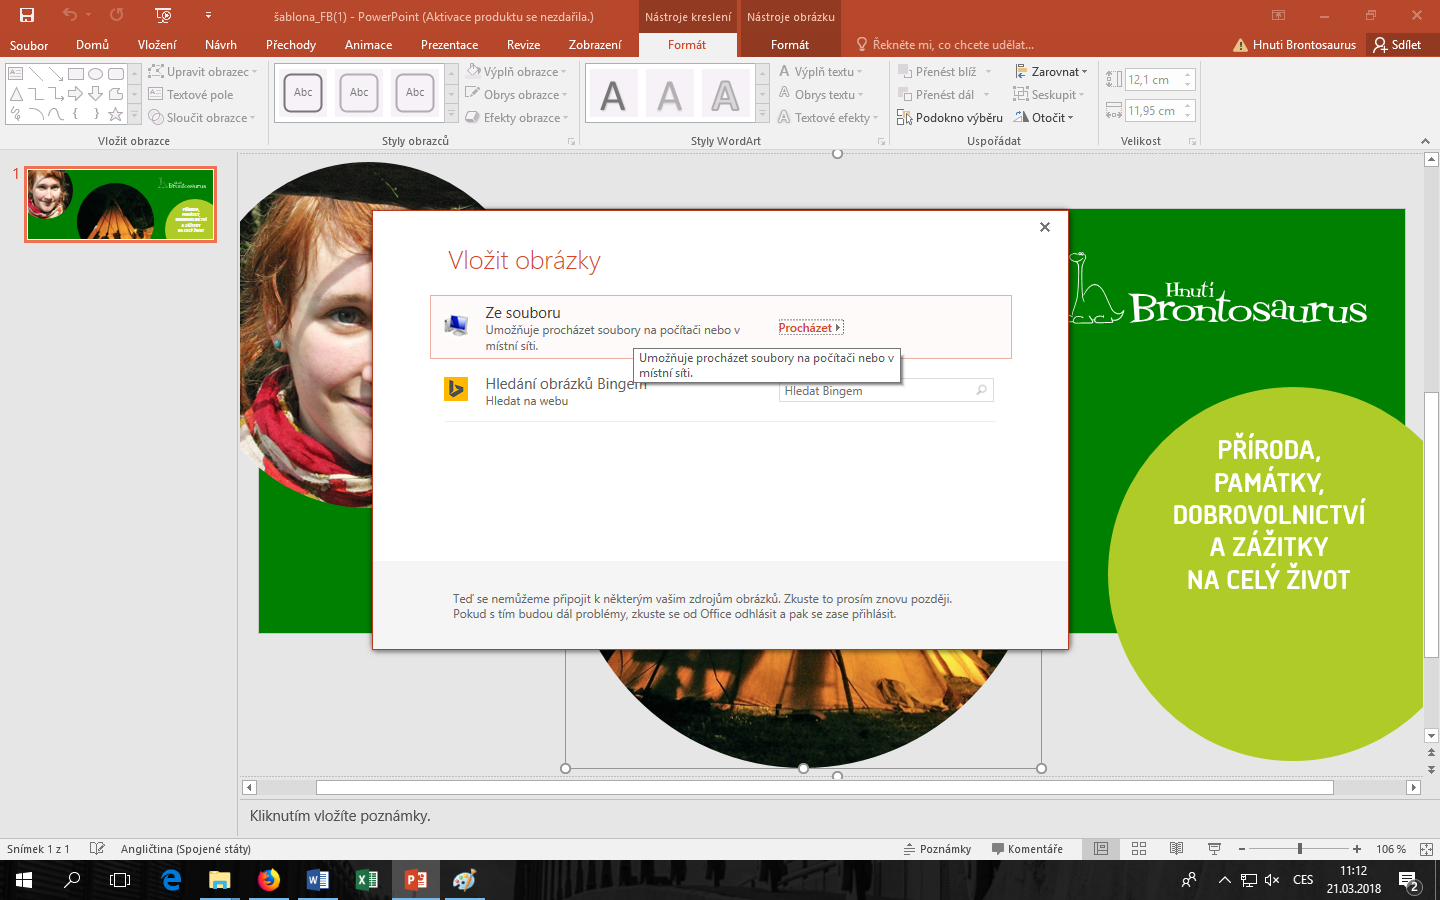 šablona_FB(1) - PowerPoint (Aktivace produktu se nezdařila.)
Nástroje kreslení
Nástroje obrázku
Soubor
Domů
Vložení
Návrh
Přechody
Animace
Prezentace
Revize
Zobrazení
Formát
Formát
Řekněte mi, co chcete udělat...
Hnuti Brontosaurus
Sdílet
Upravit obrazec
Textové pole
Sloučit obrazce
Vložit obrazce
Abc
Abc
Abc
Výplň obrazce
Obrys obrazce
Efekty obrazce
Styly obrazců
A
A
A
Výplň textu
Obrys textu
Textové efekty
Styly WordArt
Přenést blíž
Přenést dál
Podokno výběru
Zarovnat
Seskupit
Otočit
Uspořádat
12,1 cm
11,95 cm
Velikost
1
Vložit obrázky
Ze souboru
Umožňuje procházet soubory na počítači nebo v
místní síti.
Procházet
Umožňuje procházet soubory na počítači nebo v
místní síti.
Hledání obrázků Bingem
Hledat na webu
Hledat Bingem
Teď se nemůžeme připojit k některým vašim zdrojům obrázků. Zkuste to prosím znovu později.
Pokud s tím budou dál problémy, zkuste se od Office odhlásit a pak se zase přihlásit.
Hnutí
Brontosaurus
PŘÍRODA,
PAMÁTKY,
DOBROVOLNICTVÍ
A ZÁŽITKY
NA CELÝ ŽIVOT
Kliknutím vložíte poznámky.
Snímek 1 z 1
Angličtina (Spojené státy)
Poznámky
Komentáře
106 %
CES
11:12
21.03.2018
2